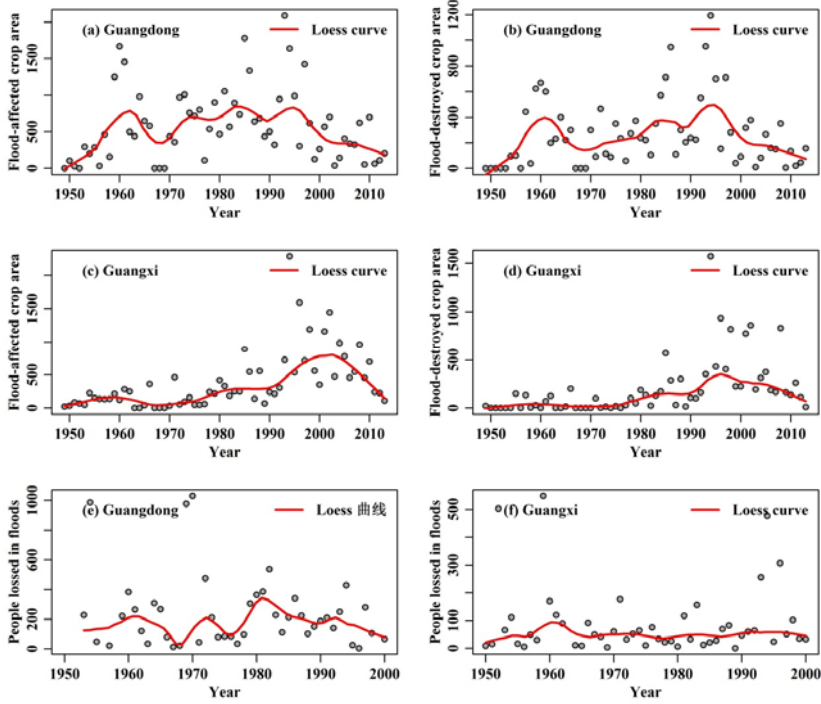 Flood-affected crop area
1500
500
0
(a) Guangdong
Loess curve
1950 1960 1970 1980 1990 2000 2010
Year
Flood-destroyed crop area
1200
800
400
0
(b) Guangdong
Loess curve
1950 1960 1970 1980 1990 2000 2010
Year
Flood-affected crop area
1500
500
0
(c) Guangxi
Loess curve
1950 1960 1970 1980 1990 2000 2010
Year
Flood-destroyed crop area
1500
1000
500
0
(d) Guangxi
Loess curve
1950 1960 1970 1980 1990 2000 2010
Year
People lossed in floods
1000
600
200
0
(e) Guangdong
Loess 曲线
1950 1960 1970 1980 1990 2000
Year
People lossed in floods
500
300
100
0
(f) Guangxi
Loess curve
1950 1960 1970 1980 1990 2000
Year